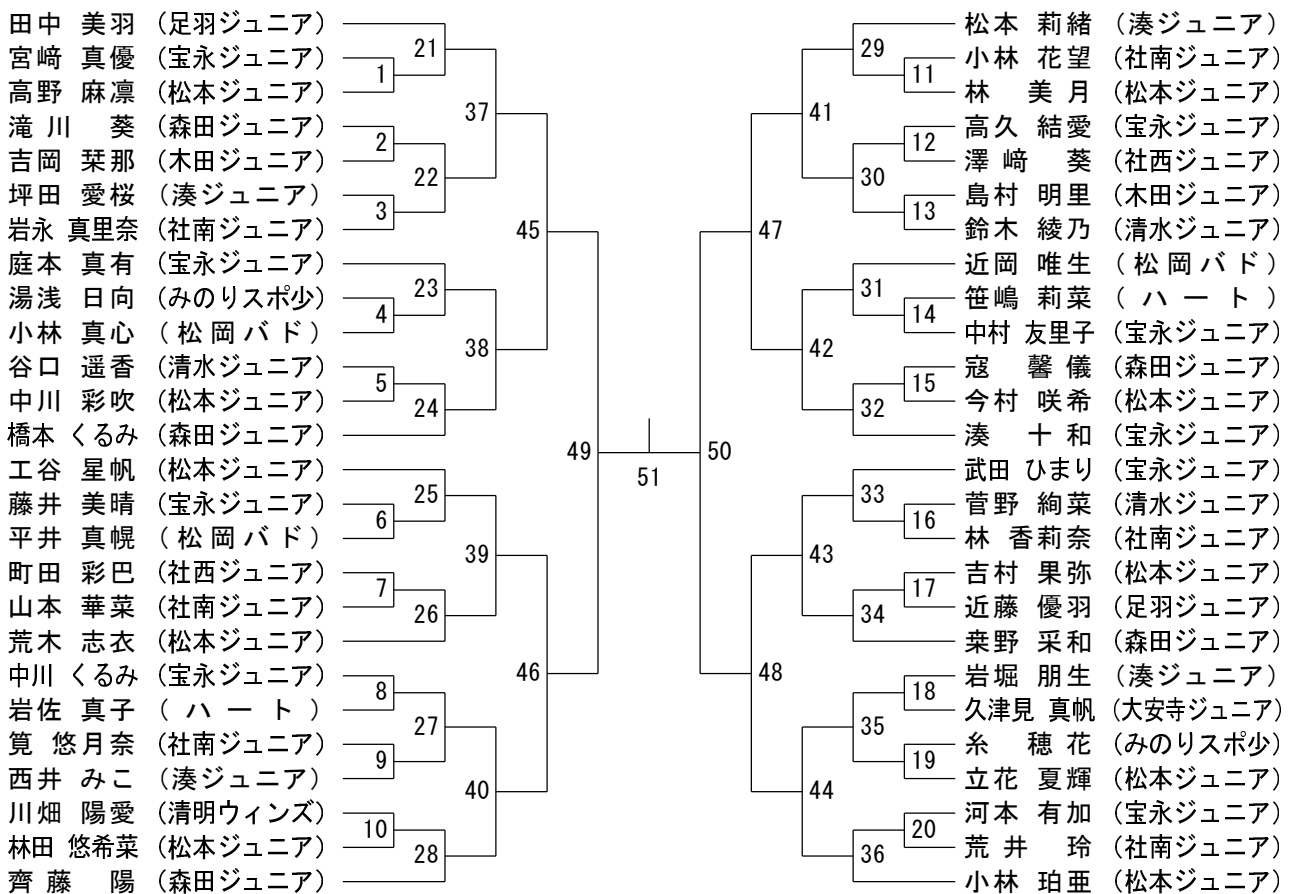 田中 美羽 (足羽ジュニア)
宮﨑 真優 (宝永ジュニア)
高野 麻凛 (松本ジュニア)
滝川 葵 (森田ジュニア)
吉岡 栞那 (木田ジュニア)
坪田 愛桜 (湊ジュニア)
岩永 真里奈 (社南ジュニア)
庭本 真有 (宝永ジュニア)
湯浅 日向 (みのりスポ少)
小林 真心 (松岡バド)
谷口 遥香 (清水ジュニア)
中川 彩吹 (松本ジュニア)
橋本 くるみ (森田ジュニア)
工谷 星帆 (松本ジュニア)
藤井 美晴 (宝永ジュニア)
平井 真幌 (松岡バド)
町田 彩巴 (社西ジュニア)
山本 華菜 (社南ジュニア)
荒木 志衣 (松本ジュニア)
中川 くるみ (宝永ジュニア)
岩佐 真子 (ハート)
筧 悠月奈 (社南ジュニア)
西井 みこ (湊ジュニア)
川畑 陽愛 (清明ウィンズ)
林田 悠希菜 (松本ジュニア)
齊藤 陽 (森田ジュニア)
1
2
3
4
5
6
7
8
9
10
21
22
23
24
25
26
27
28
37
38
39
40
45
46
49
51
50
47
48
41
42
43
44
29
30
31
32
33
34
35
36
11
12
13
14
15
16
17
18
19
20
松本 莉緒 (湊ジュニア)
小林 花望 (社南ジュニア)
林 美月 (松本ジュニア)
高久 結愛 (宝永ジュニア)
澤﨑 葵 (社西ジュニア)
島村 明里 (木田ジュニア)
鈴木 綾乃 (清水ジュニア)
近岡 唯生 (松岡バド)
笹嶋 莉菜 (ハート)
中村 友里子 (宝永ジュニア)
寇 馨儀 (森田ジュニア)
今村 咲希 (松本ジュニア)
湊 十和 (宝永ジュニア)
武田 ひまり (宝永ジュニア)
菅野 絢菜 (清水ジュニア)
林 香莉奈 (社南ジュニア)
吉村 果弥 (松本ジュニア)
近藤 優羽 (足羽ジュニア)
桒野 采和 (森田ジュニア)
岩堀 朋生 (湊ジュニア)
久津見 真帆 (大安寺ジュニア)
糸 穂花 (みのりスポ少)
立花 夏輝 (松本ジュニア)
河本 有加 (宝永ジュニア)
荒井 玲 (社南ジュニア)
小林 珀亜 (松本ジュニア)